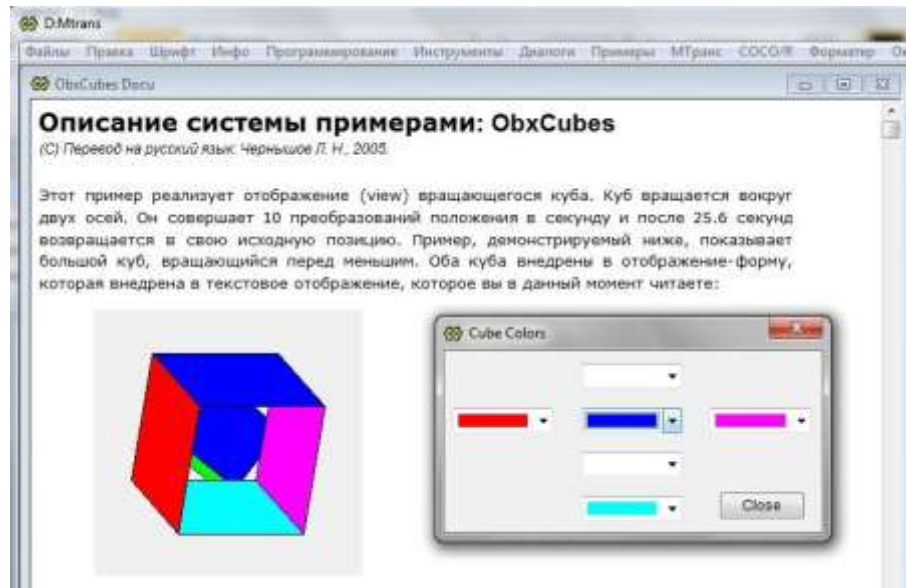 D:Mtrans
Файлы Правка Шрифт Инфо Программирование Инструменты Диалоги Примеры МТранс COCO/R Форматер
ObxCubes Docu
Описание системы примерами: ObxCubes
(C) Перевод на русский язык: Чернышов Л. Н., 2005.
Этот пример реализует отображение (view) вращающегося куба. Куб вращается вокруг
двух осей. Он совершает 10 преобразований положения в секунду и после 25.6 секунд
возвращается в свою исходную позицию. Пример, демонстрируемый ниже, показывает
большой куб, вращающийся перед меньшим. Оба куба внедрены в отображение-форму,
которая внедрена в текстовое отображение, которое вы в данный момент читаете:
Cube Colors
Close